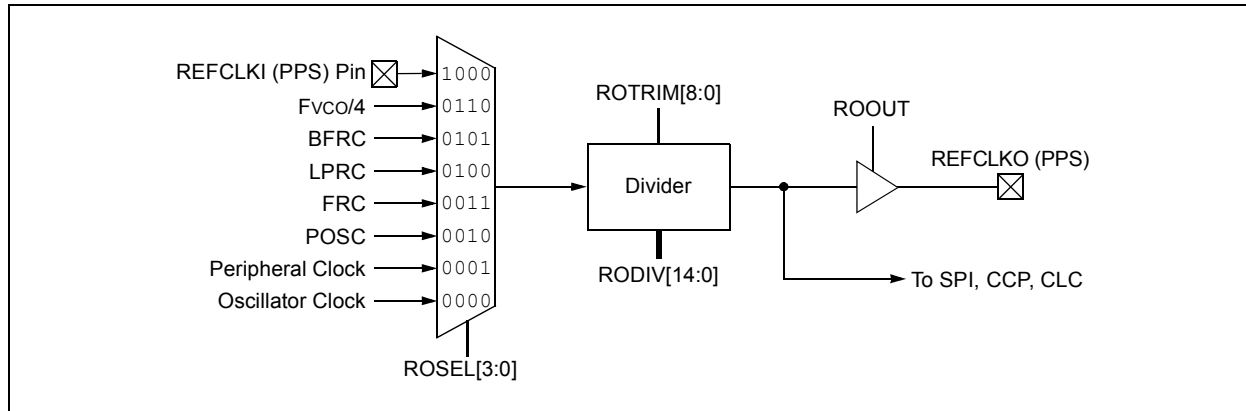 REFCLKI (PPS) Pin
1000
FVCO/4
0110
BFRC
0101
LPRC
0100
FRC
0011
POSC
0010
Peripheral Clock
0001
Oscillator Clock
0000
ROSEL[3:0]
ROTRIM[8:0]
Divider
RODIV[14:0]
ROOUT
REFCLKO (PPS)
To SPI, CCP, CLC